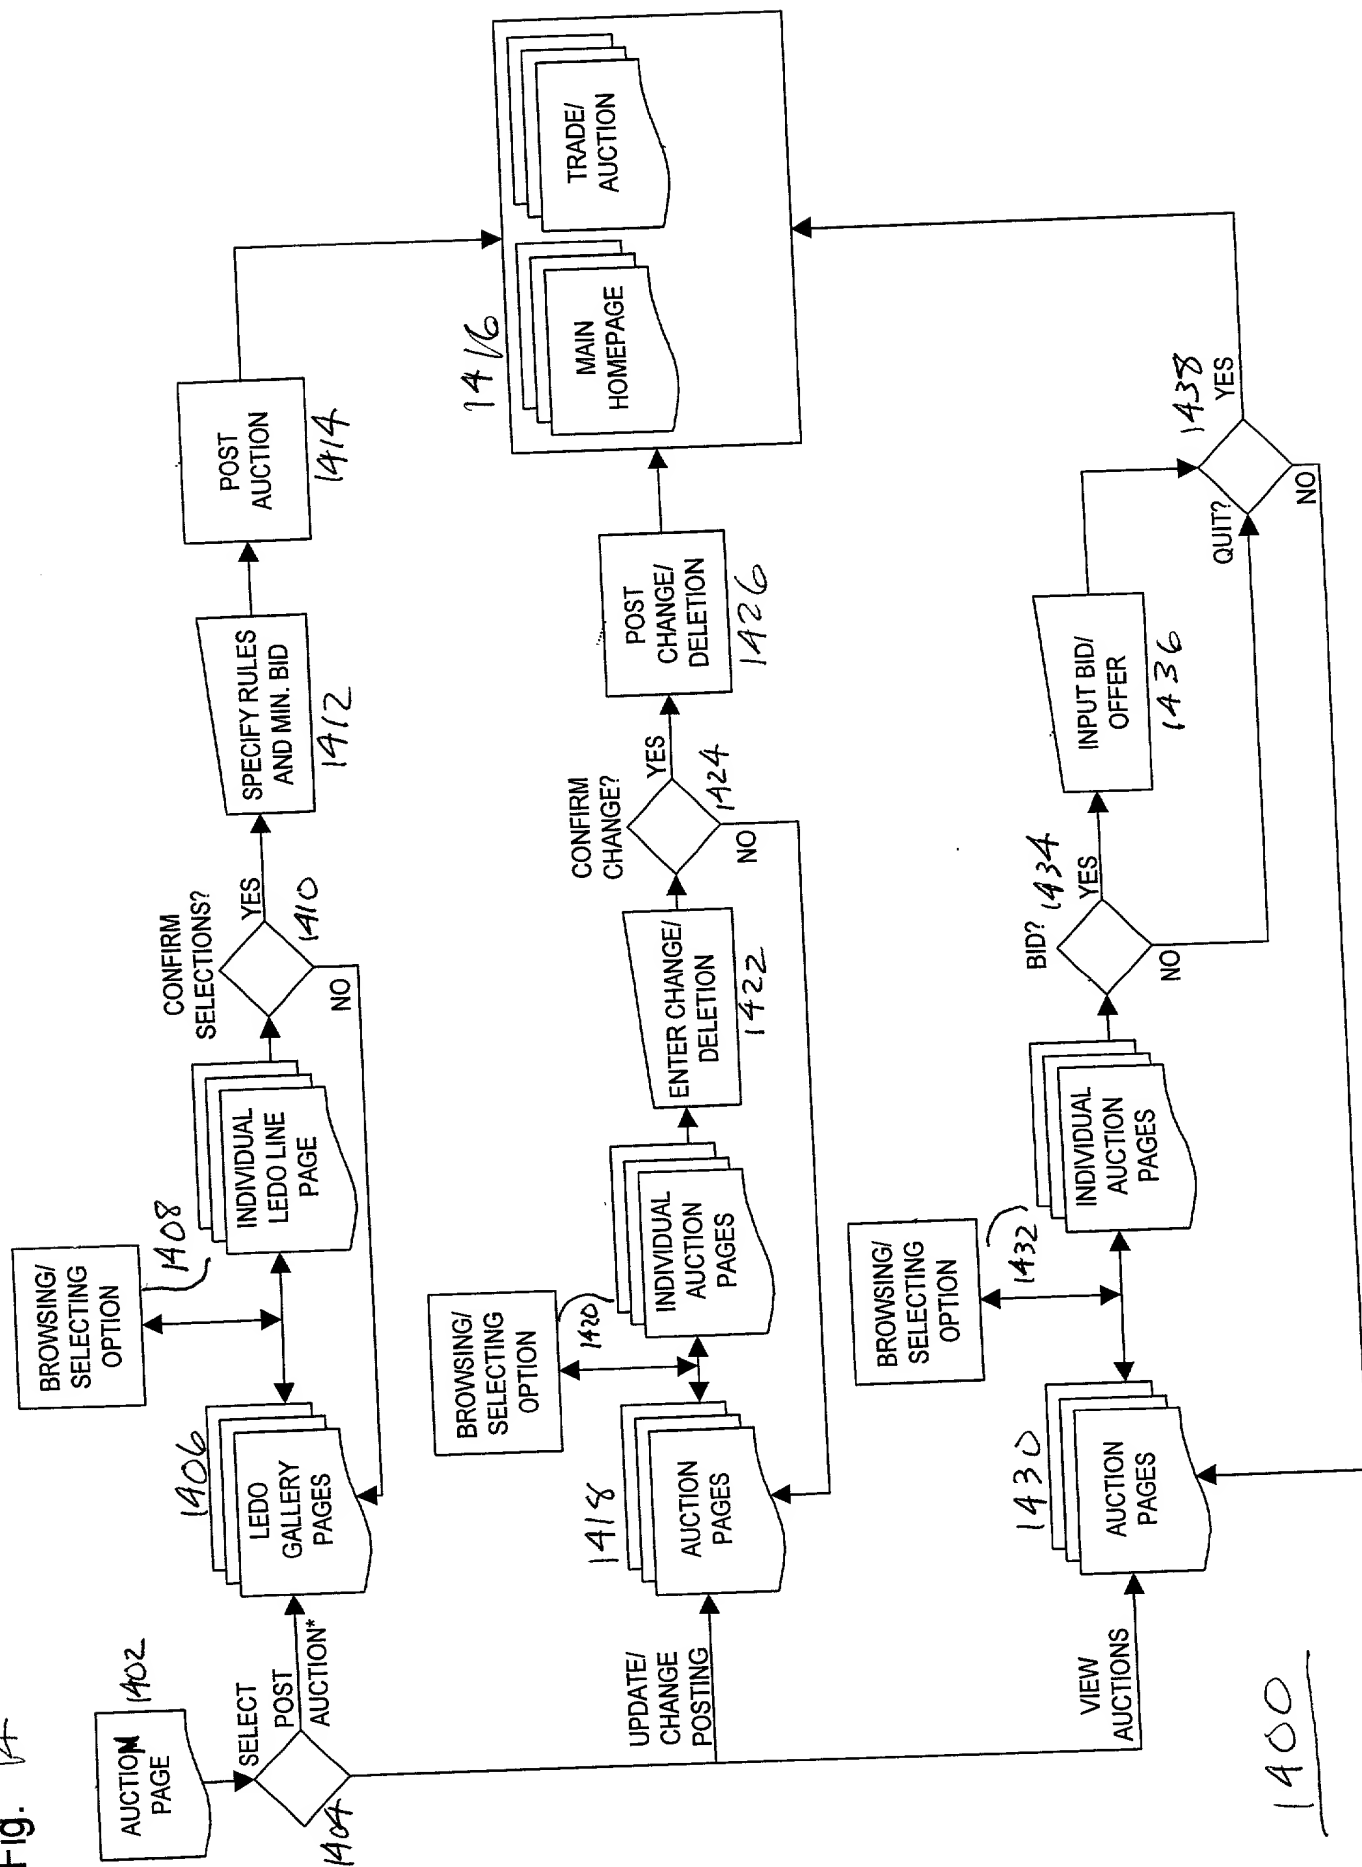 Fig. 14
AUCTION
PAGE
1402
SELECT
1404
POST
AUCTION*
1406
LEDO
GALLERY
PAGES
BROWSING/
SELECTING
OPTION
1408
INDIVIDUAL
LEDO LINE
PAGE
CONFIRM
SELECTIONS?
YES
1410
NO
SPECIFY RULES
AND MIN. BID
1412
POST
AUCTION
1414
1416
MAIN
HOMEPAGE
TRADE/
AUCTION
UPDATE/
CHANGE
POSTING
1418
AUCTION
PAGES
BROWSING/
SELECTING
OPTION
1420
INDIVIDUAL
AUCTION
PAGES
ENTER CHANGE/
DELETION
1422
CONFIRM
CHANGE?
YES
1424
NO
POST
CHANGE/
DELETION
1426
VIEW
AUCTIONS
1430
AUCTION
PAGES
BROWSING/
SELECTING
OPTION
1432
INDIVIDUAL
AUCTION
PAGES
BID?
1434
YES
NO
INPUT BID/
OFFER
1436
QUIT?
1438
YES
NO
1400